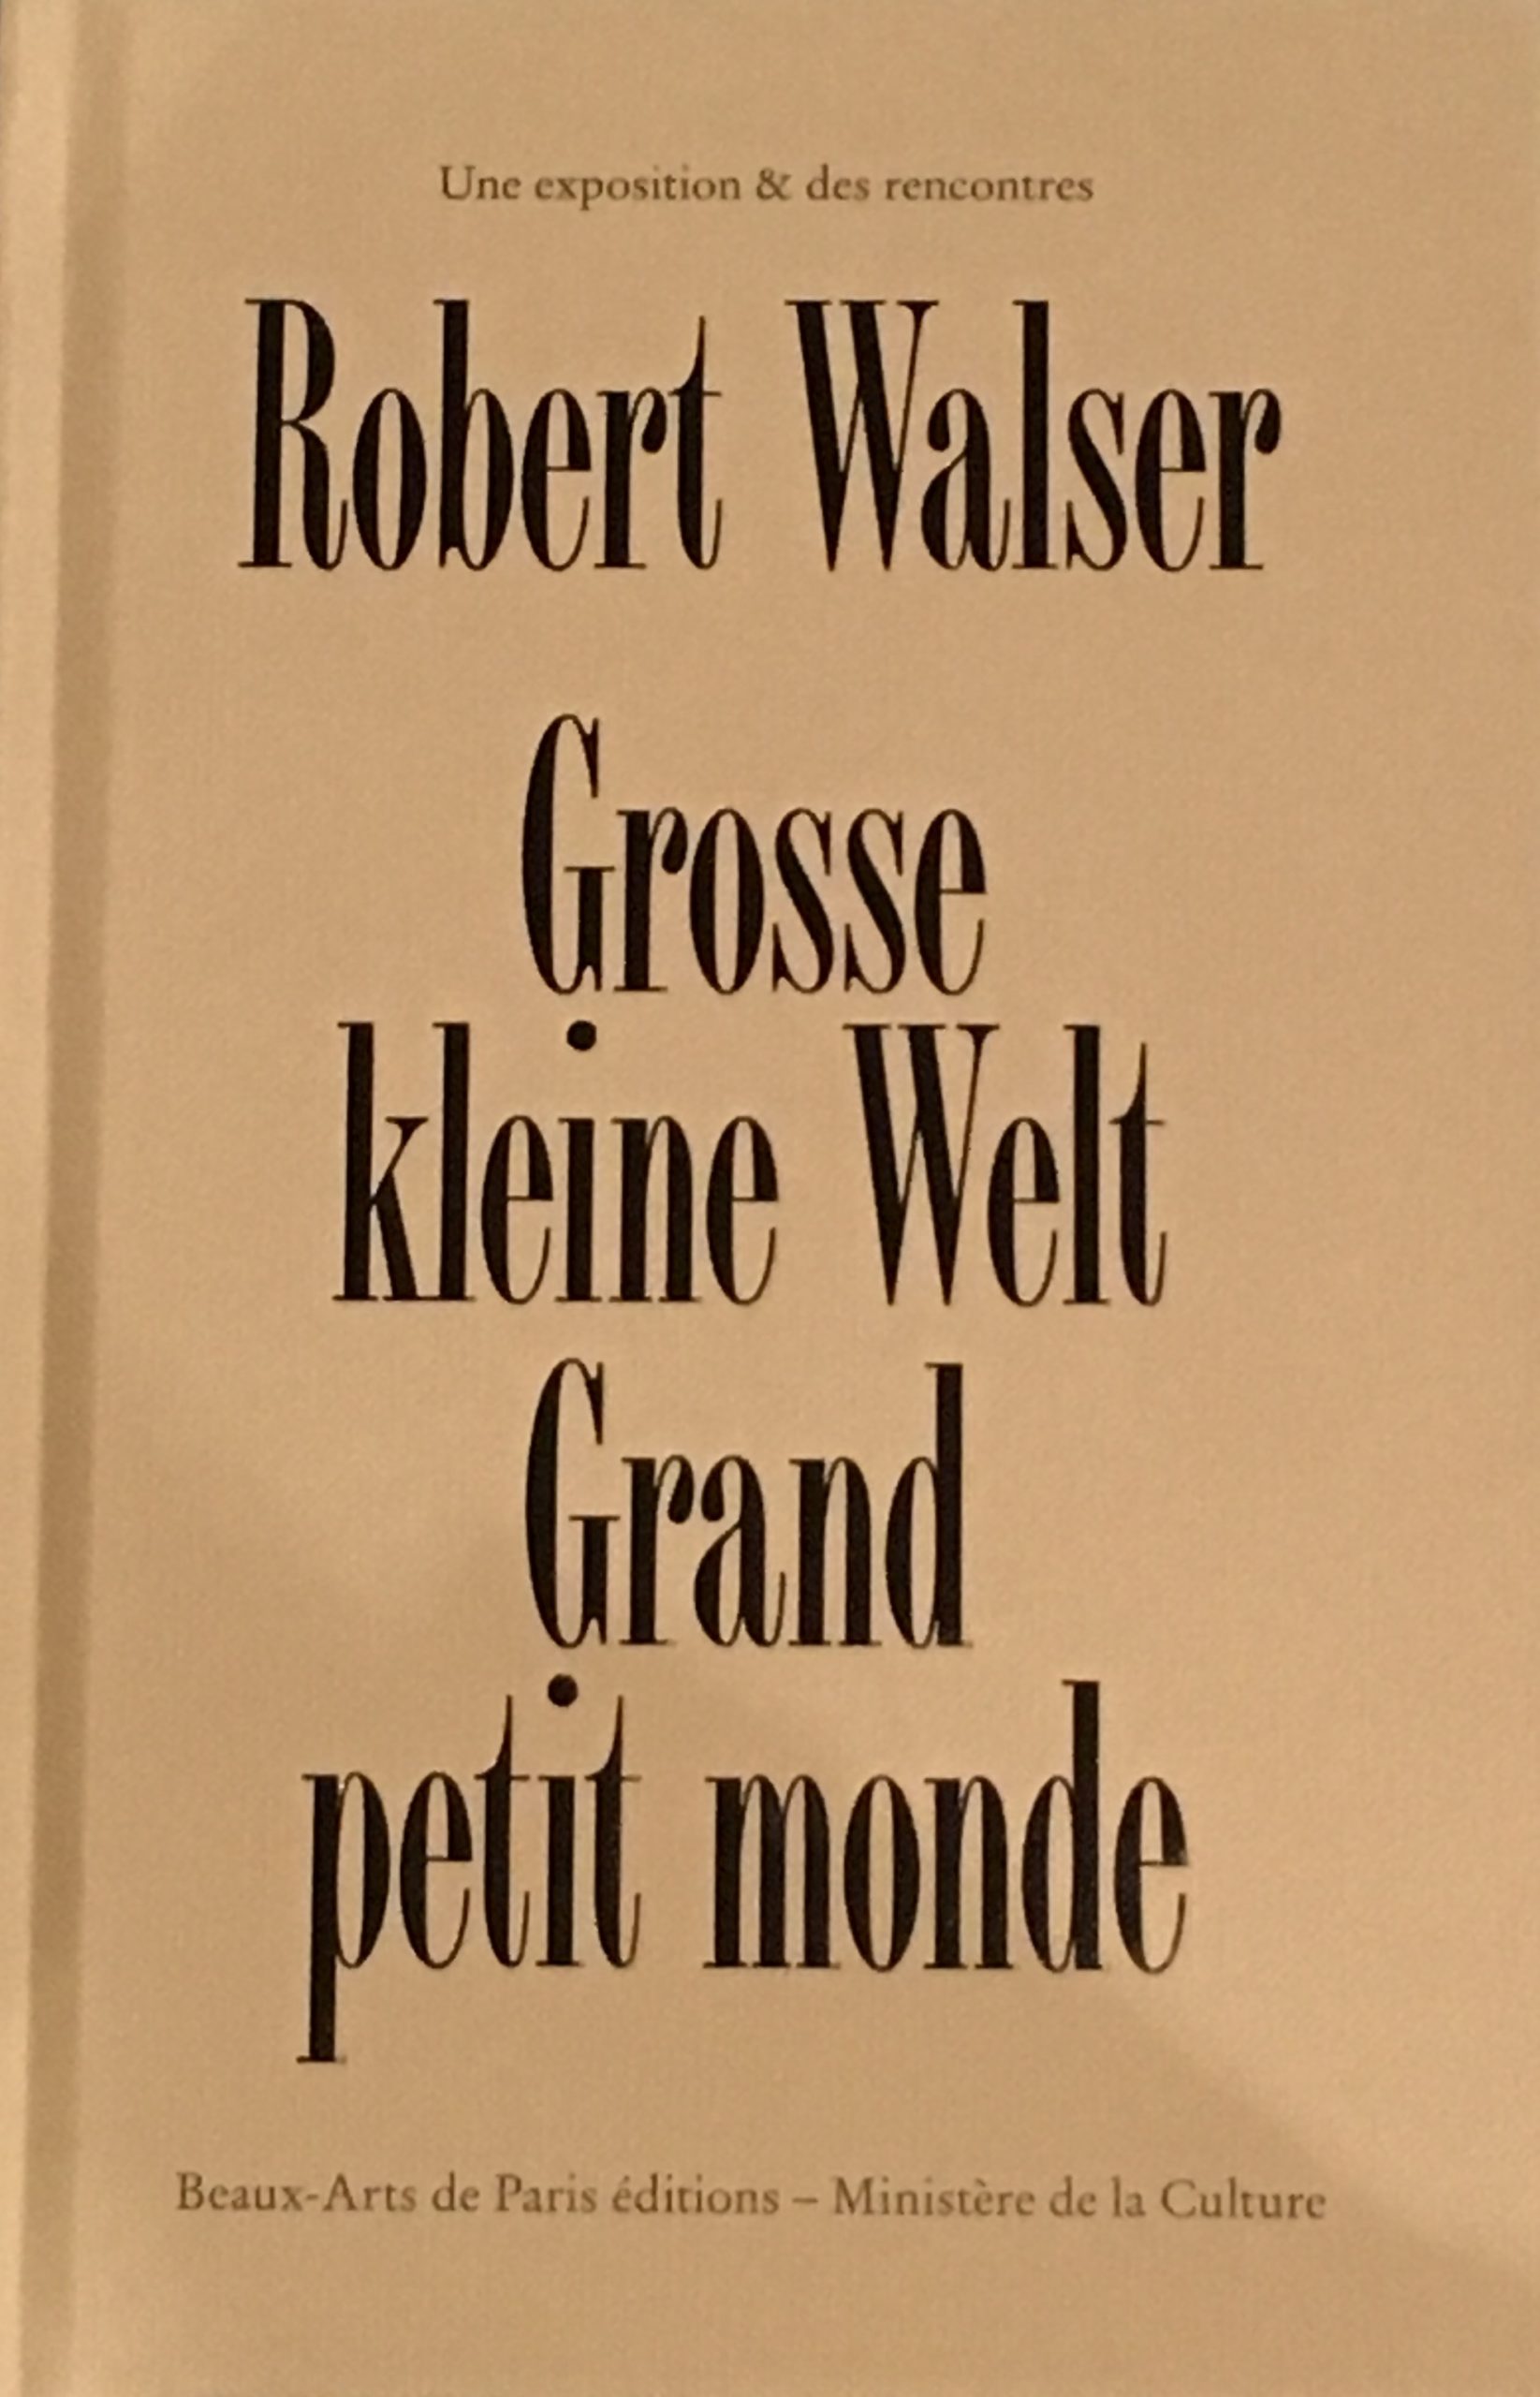 Une exposition & des rencontres
Robert Walser
Grosse
kleine Welt
Grand
petit monde
Beaux-Arts de Paris éditions – Ministère de la Culture